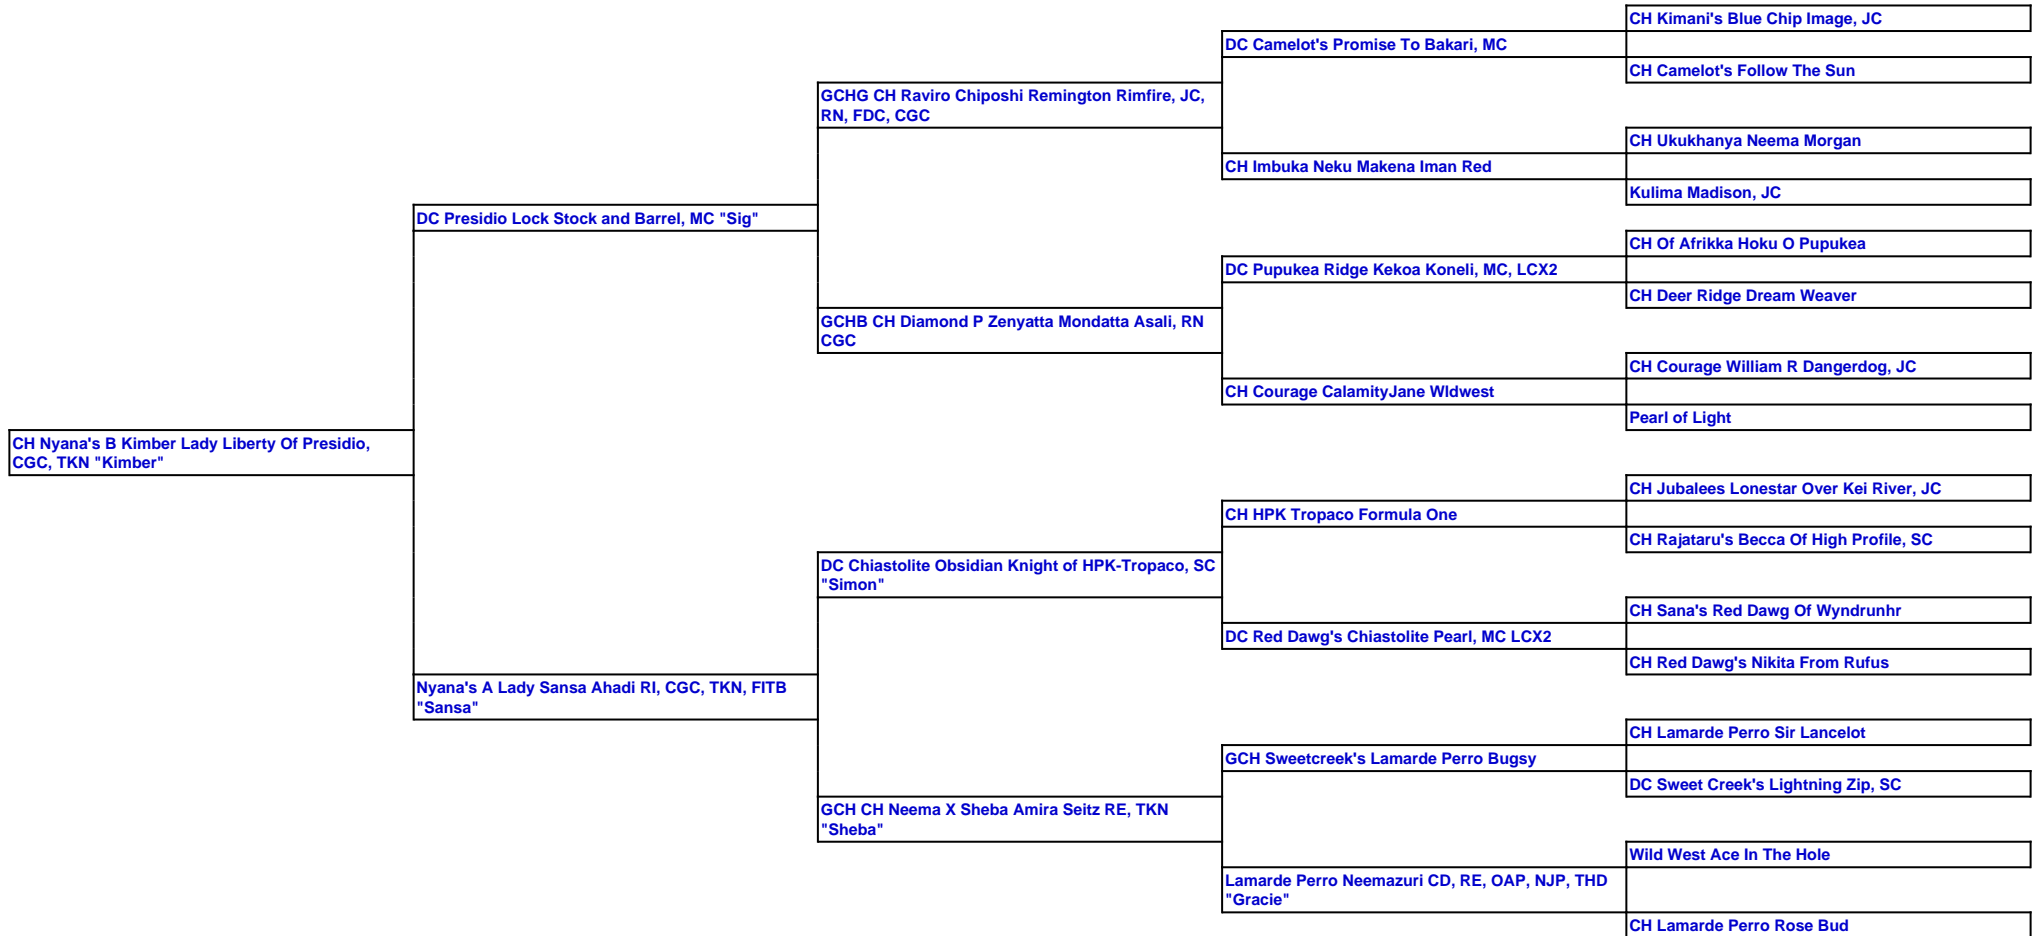 CH Kimani's Blue Chip Image, JC
DC Camelot's Promise To Bakari, MC
CH Camelot's Follow The Sun
GCHG CH Raviro Chiposhi Remington Rimfire, JC,
RN, FDC, CGC
CH Ukukhanya Neema Morgan
CH Imbuka Neku Makena Iman Red
Kulima Madison, JC
DC Presidio Lock Stock and Barrel, MC "Sig"
CH Of Afrikka Hoku O Pupukea
DC Pupukea Ridge Kekoa Koneli, MC, LCX2
CH Deer Ridge Dream Weaver
GCHB CH Diamond P Zenyatta Mondatta Asali, RN
CGC
CH Courage William R Dangerdog, JC
CH Courage CalamityJane Wldwest
Pearl of Light
CH Nyana's B Kimber Lady Liberty Of Presidio,
CGC, TKN "Kimber"
CH Jubalees Lonestar Over Kei River, JC
CH HPK Tropaco Formula One
CH Rajataru's Becca Of High Profile, SC
DC Chiastolite Obsidian Knight of HPK-Tropaco, SC
"Simon"
CH Sana's Red Dawg Of Wyndrunhr
DC Red Dawg's Chiastolite Pearl, MC LCX2
CH Red Dawg's Nikita From Rufus
Nyana's A Lady Sansa Ahadi RI, CGC, TKN, FITB
"Sansa"
CH Lamarde Perro Sir Lancelot
GCH Sweetcreek's Lamarde Perro Bugsy
DC Sweet Creek's Lightning Zip, SC
GCH CH Neema X Sheba Amira Seitz RE, TKN
"Sheba"
Wild West Ace In The Hole
Lamarde Perro Neemazuri CD, RE, OAP, NJP, THD
"Gracie"
CH Lamarde Perro Rose Bud